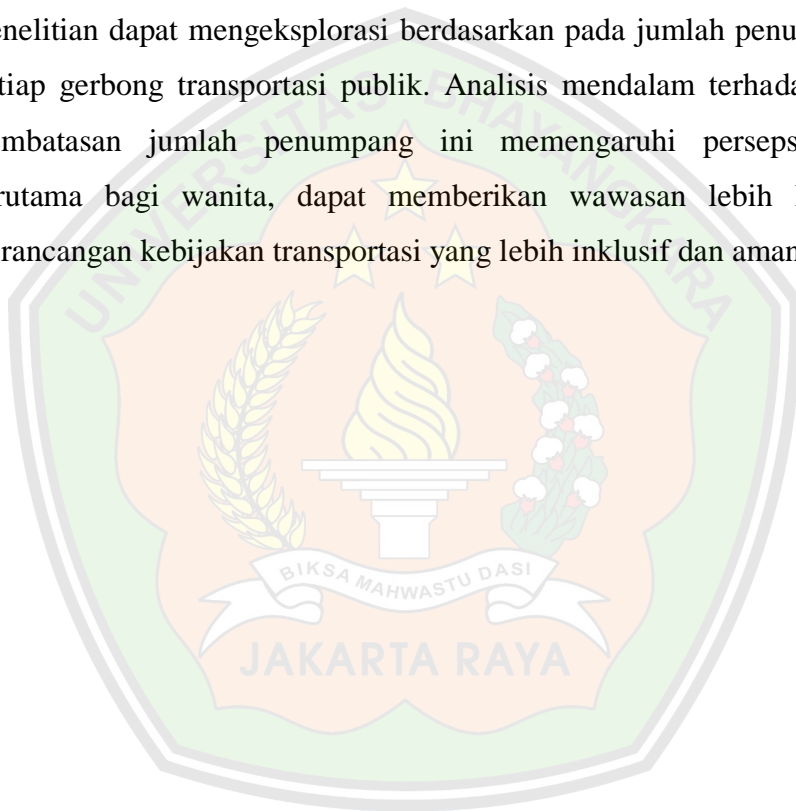 enelitian dapat mengeksplorasi berdasarkan pada jumlah penu
tiap gerbong transportasi publik. Analisis mendalam terhada
mbatasan jumlah penumpang ini memengaruhi perseps
rutama bagi wanita, dapat memberikan wawasan lebih
rancangan kebijakan transportasi yang lebih inklusif dan aman
UNIVERSITAS BHAYANGKARA
BIKSA MAHWASTU DASI
JAKARTA RAYA